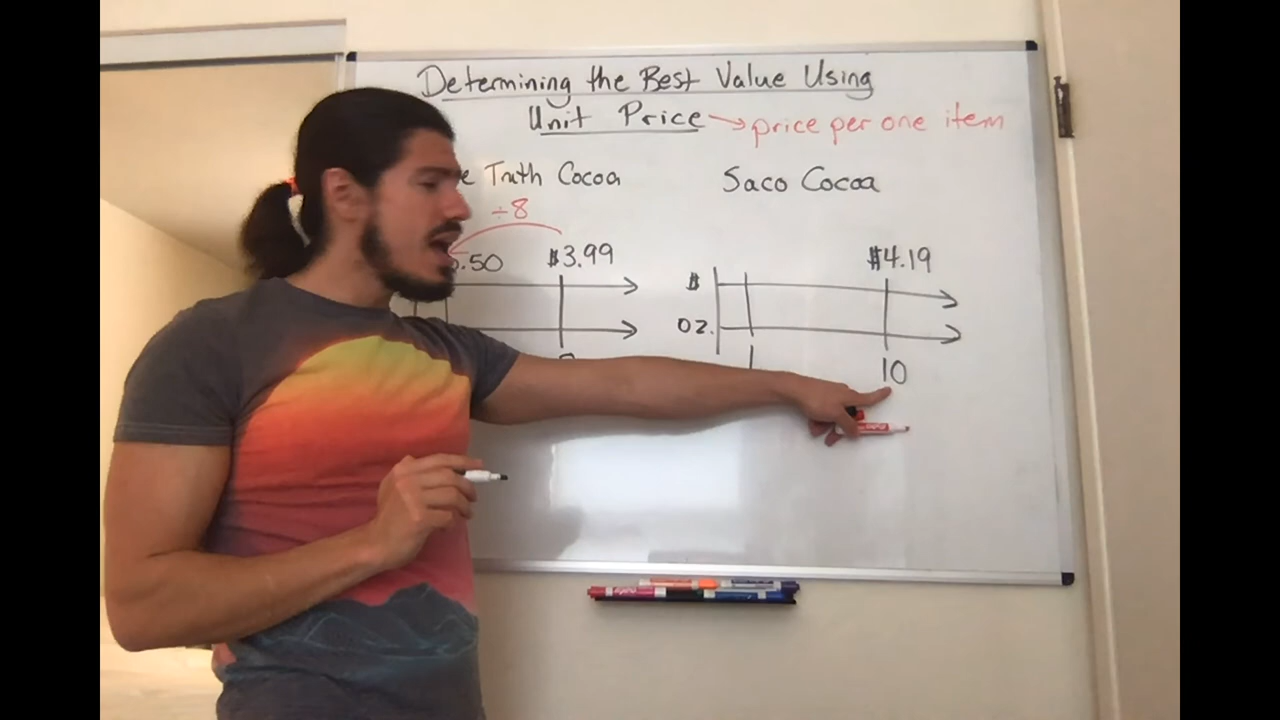 Determining the Best Value Using
Unit Price → price per one item
Truth Cocoa
Saco Cocoa
÷8
.50
$3.99
$4.19
$
oz.
1
10